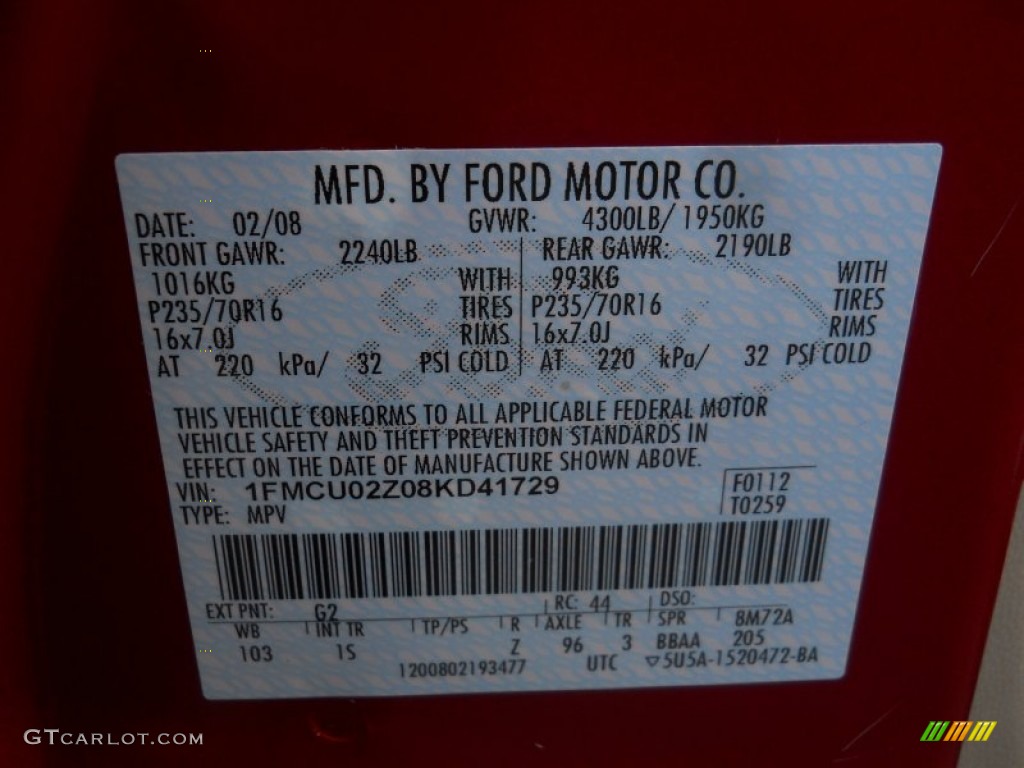 MFD. BY FORD MOTOR CO.
DATE: 02/08 GVWR: 4300LB/ 1950KG
FRONT GAWR: 2240LB REAR GAWR: 2190LB
1016KG WITH 993KG WITH
P235/70R16 TIRES P235/70R16 TIRES
16x7.0J RIMS 16x7.0J RIMS
AT 220 kPa/ 32 PSI COLD AT 220 kPa/ 32 PSI COLD
THIS VEHICLE CONFORMS TO ALL APPLICABLE FEDERAL MOTOR
VEHICLE SAFETY AND THEFT PREVENTION STANDARDS IN
EFFECT ON THE DATE OF MANUFACTURE SHOWN ABOVE.
VIN: 1FMCU02Z08KD41729 F0112
TYPE: MPV T0259
EXT PNT: G2 RC: 44 DSO:
WB INT TR TP/PS R AXLE TR SPR 8M72A
103 1S Z 96 3 BBAA 205
1200802193477 UTC ▽5U5A-1520472-BA
GTCARLOT.COM